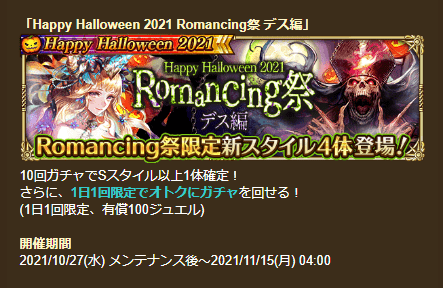 「Happy Halloween 2021 Romancing祭 デス編」
Happy Halloween 2021
Happy Halloween 2021
Romancing祭
デス編
Romancing祭限定新スタイル4体登場!
10回ガチャでSスタイル以上1体確定！
さらに、1日1回限定でオトクにガチャを回せる！
(1日1回限定、有償100ジュエル)
開催期間
2021/10/27(水) メンテナンス後～2021/11/15(月) 04:00